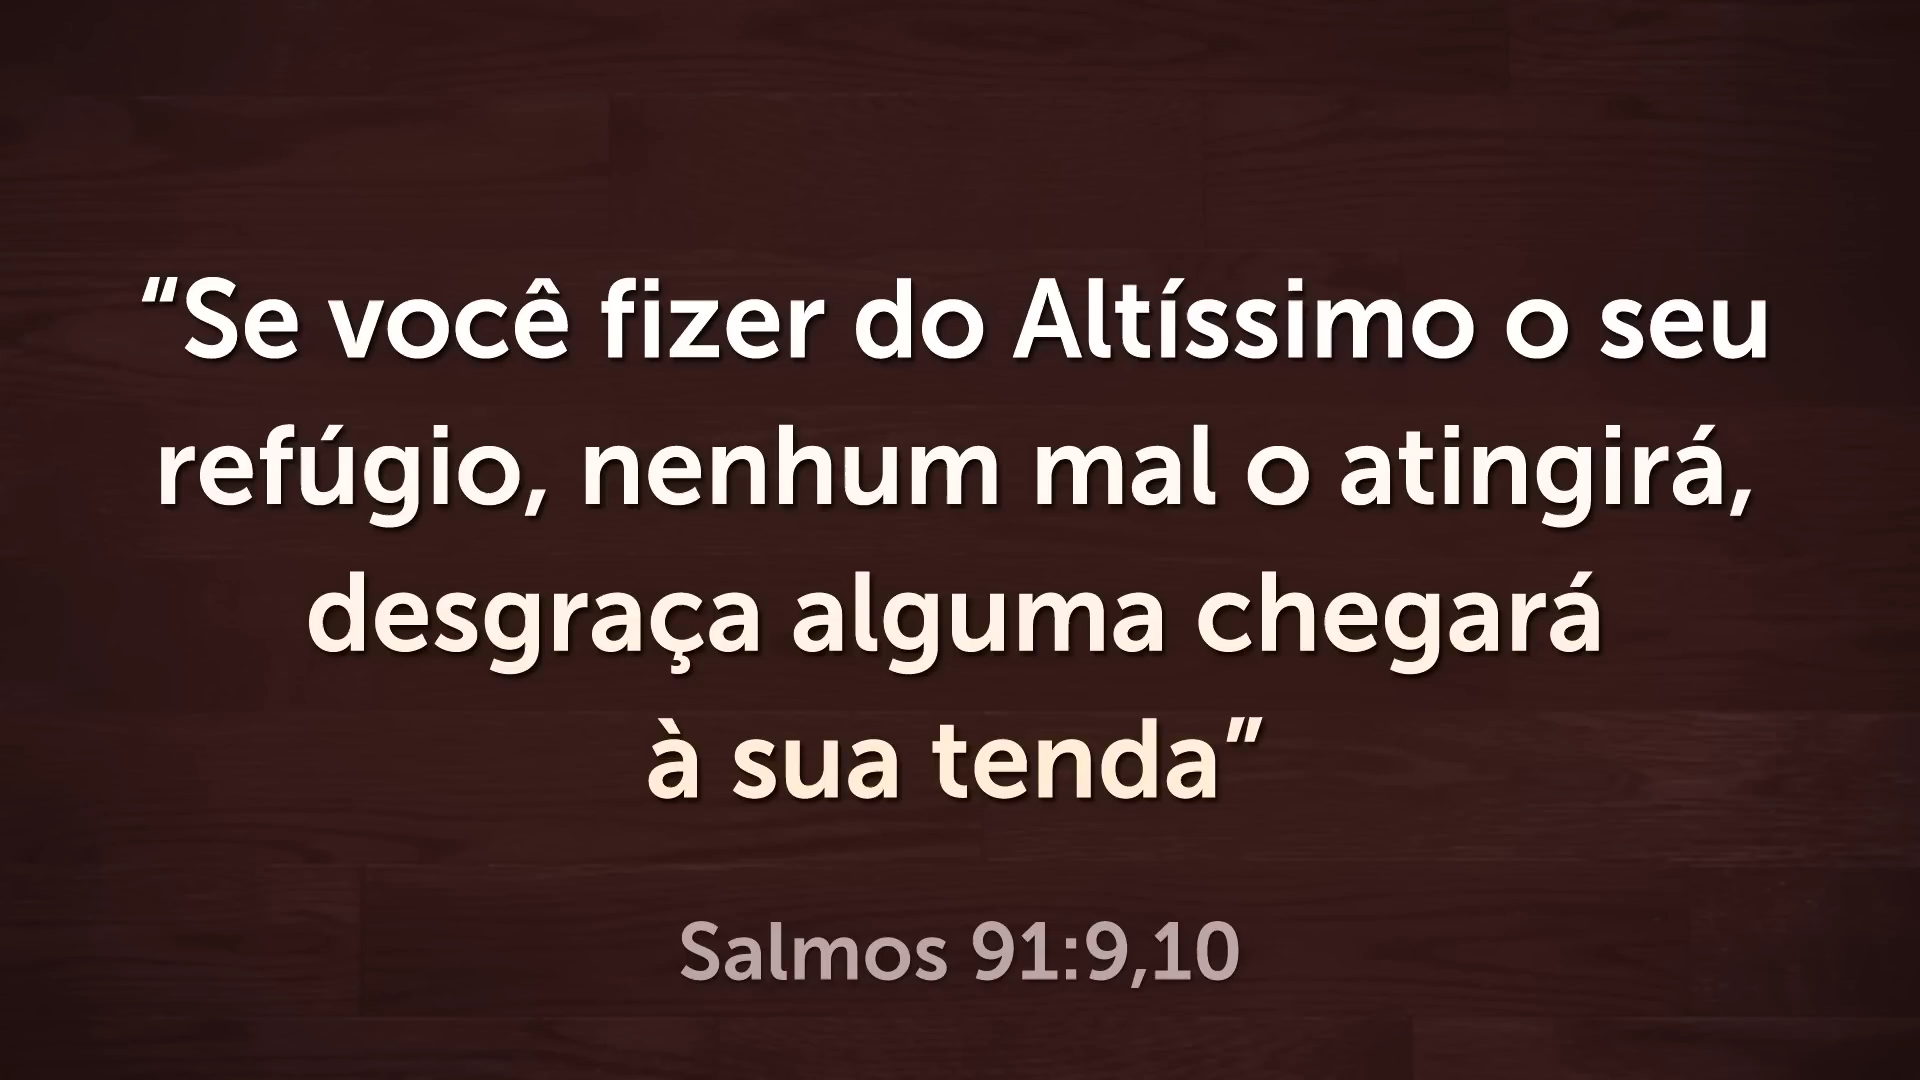 “Se você fizer do Altíssimo o seu
refúgio, nenhum mal o atingirá,
desgraça alguma chegará
à sua tenda”
Salmos 91:9,10